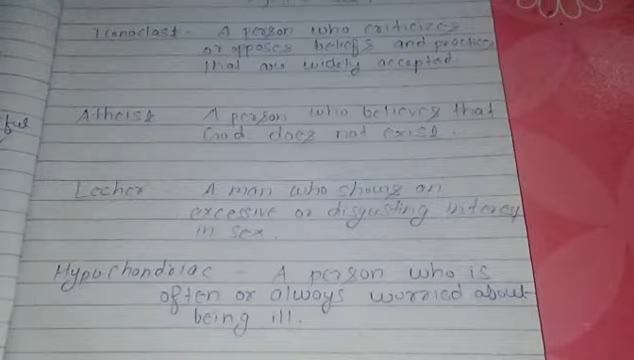 Iconoclast - A person who criticizes
or opposes beliefs and practices
that are widely accepted.
ful
Atheist A person who believes that
God does not exist.
Lecher A man who shows an
excessive or disgusting interest
in sex.
Hypochondriac - A person who is
often or always worried about
being ill.